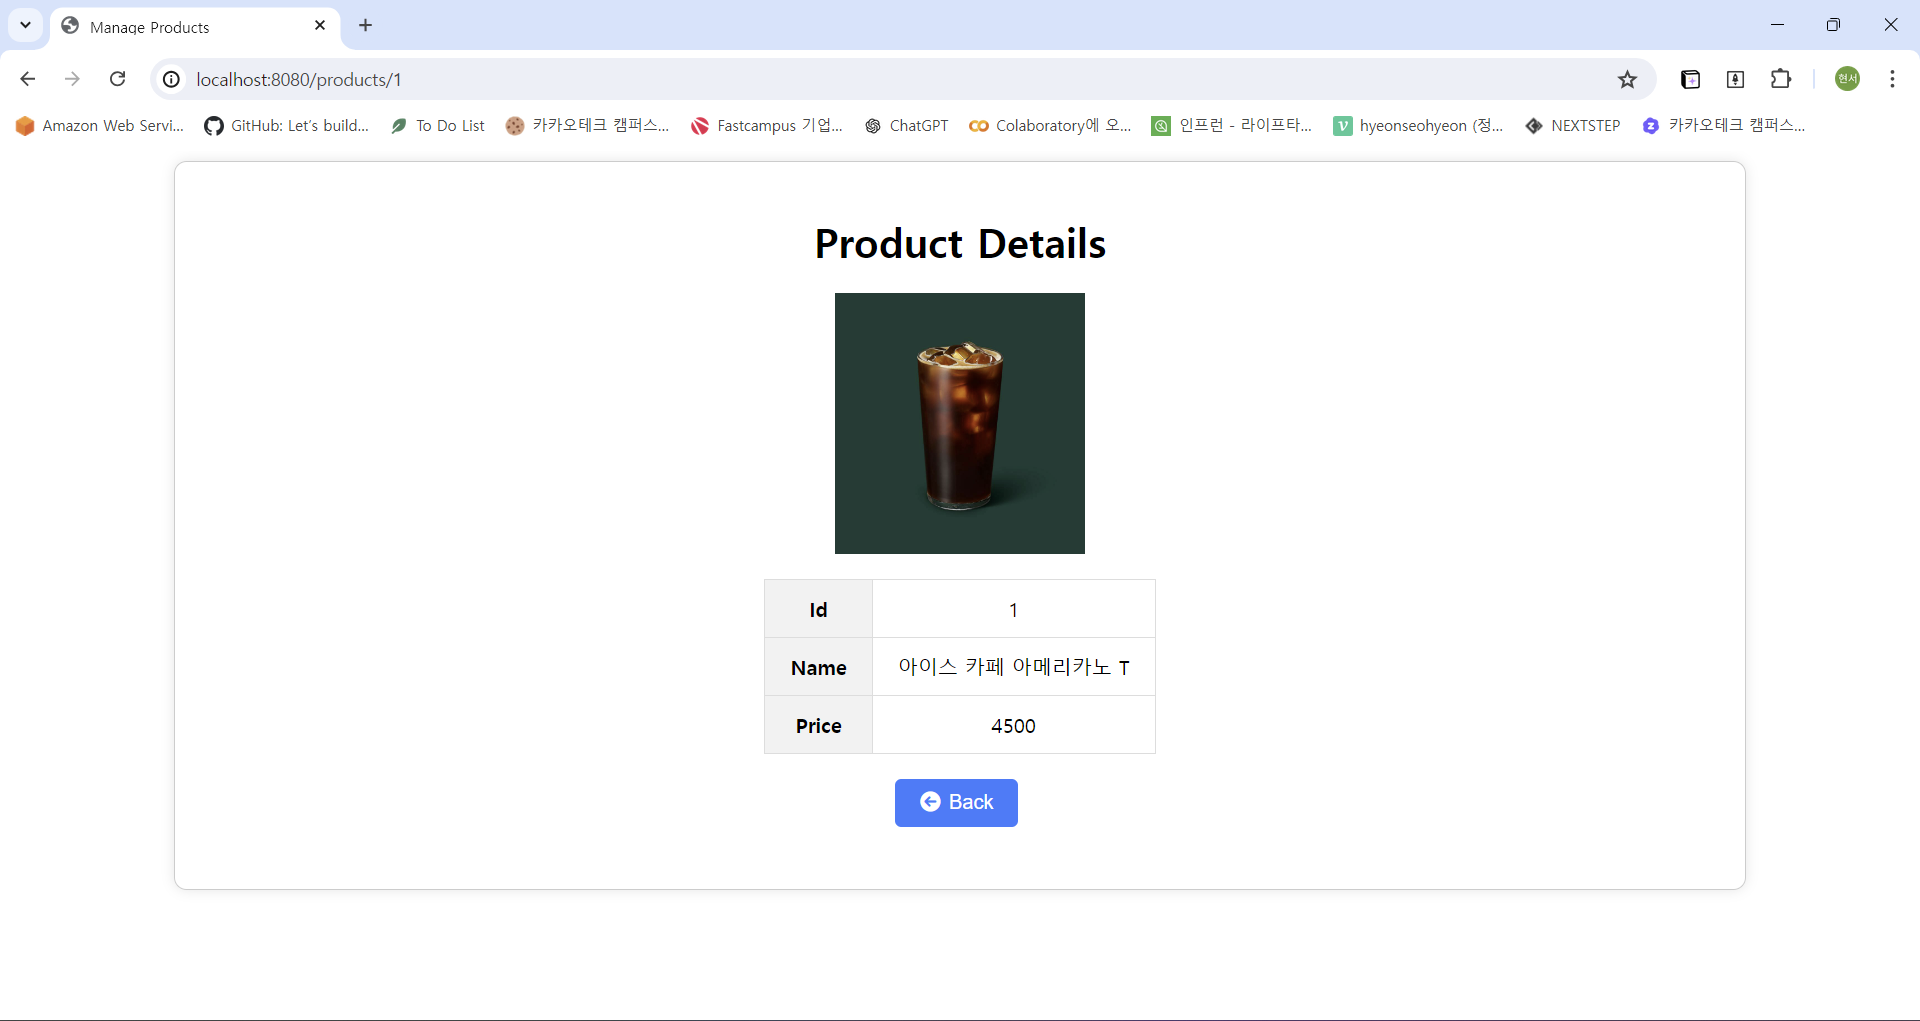 Manage Products
localhost:8080/products/1
현서
Amazon Web Servi... GitHub: Let's build... To Do List 카카오테크 캠퍼스... Fastcampus 기업... ChatGPT Colaboratory에 오... 인프런 - 라이프타... hyeonseohyeon (정... NEXTSTEP 카카오테크 캠퍼스...
Product Details
Id 1
Name 아이스 카페 아메리카노 T
Price 4500
Back